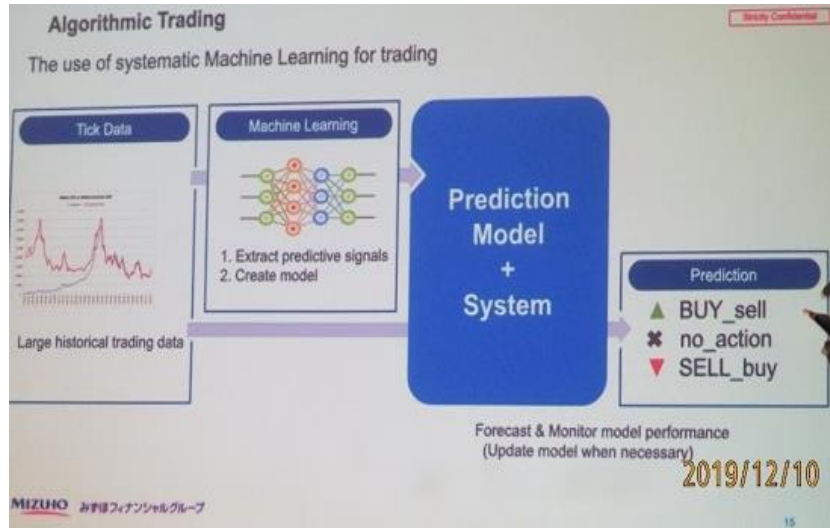 Algorithmic Trading
Strictly Confidential
The use of systematic Machine Learning for trading
Tick Data
Machine Learning
1. Extract predictive signals
2. Create model
Large historical trading data
Prediction
Model
+
System
Prediction
BUY_sell
no_action
SELL_buy
Forecast & Monitor model performance
(Update model when necessary)
2019/12/10
MIZUHO みずほフィナンシャルグループ
15